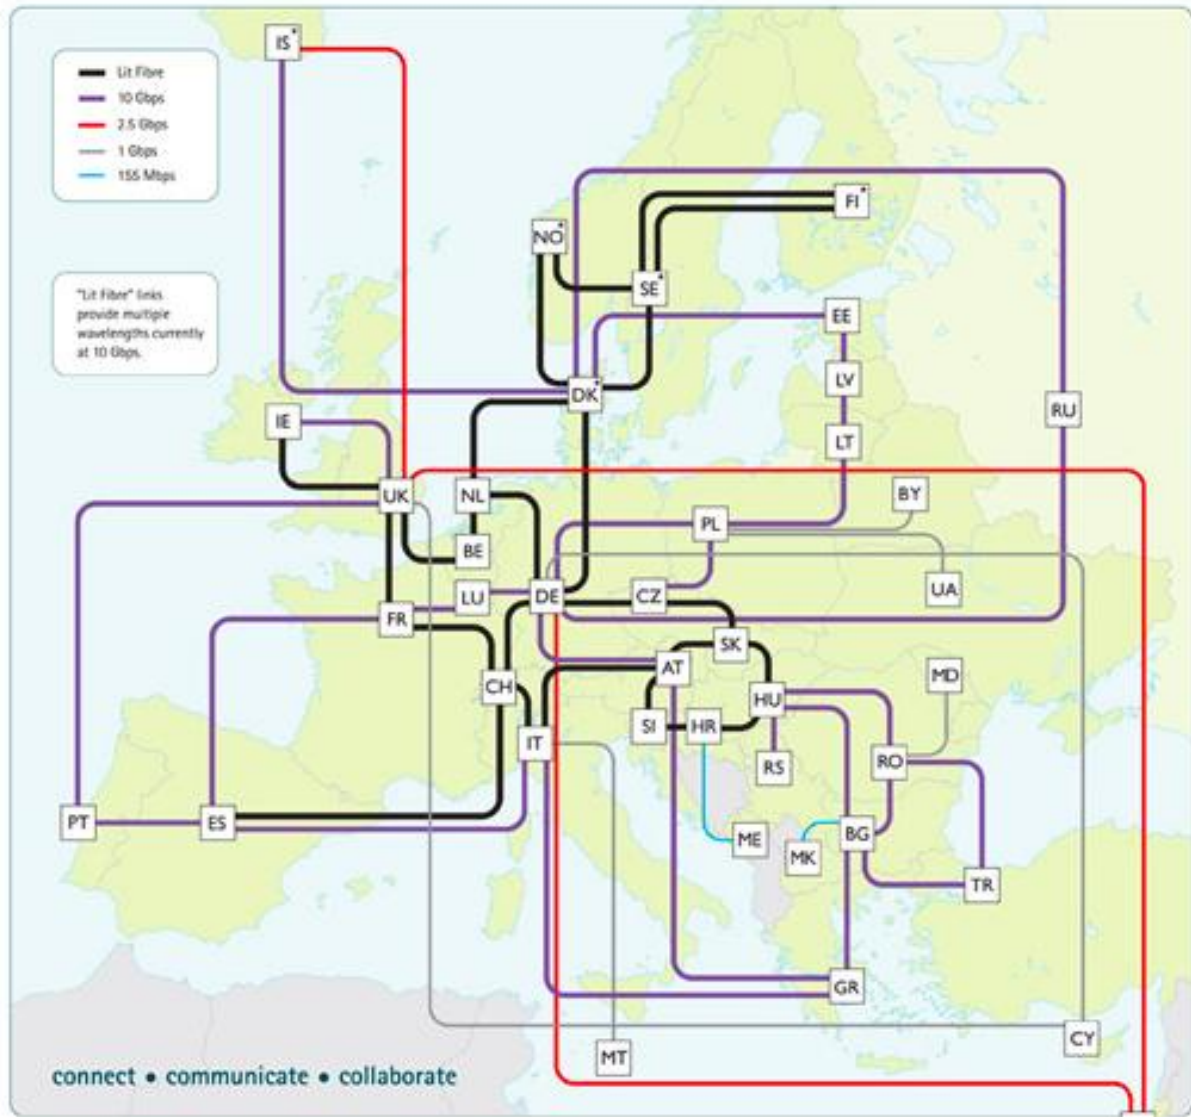 IS*
Lit Fibre
10 Gbps
2.5 Gbps
1 Gbps
155 Mbps
FI*
NO*
SE*
"Lit Fibre" links
provide multiple
wavelengths currently
at 10 Gbps.
EE
LV
DK*
RU
IE
LT
UK
NL
BY
PL
BE
LU
DE
CZ
UA
FR
SK
AT
CH
MD
HU
SI
HR
IT
RO
RS
PT
ES
BG
ME
MK
TR
GR
CY
MT
connect • communicate • collaborate